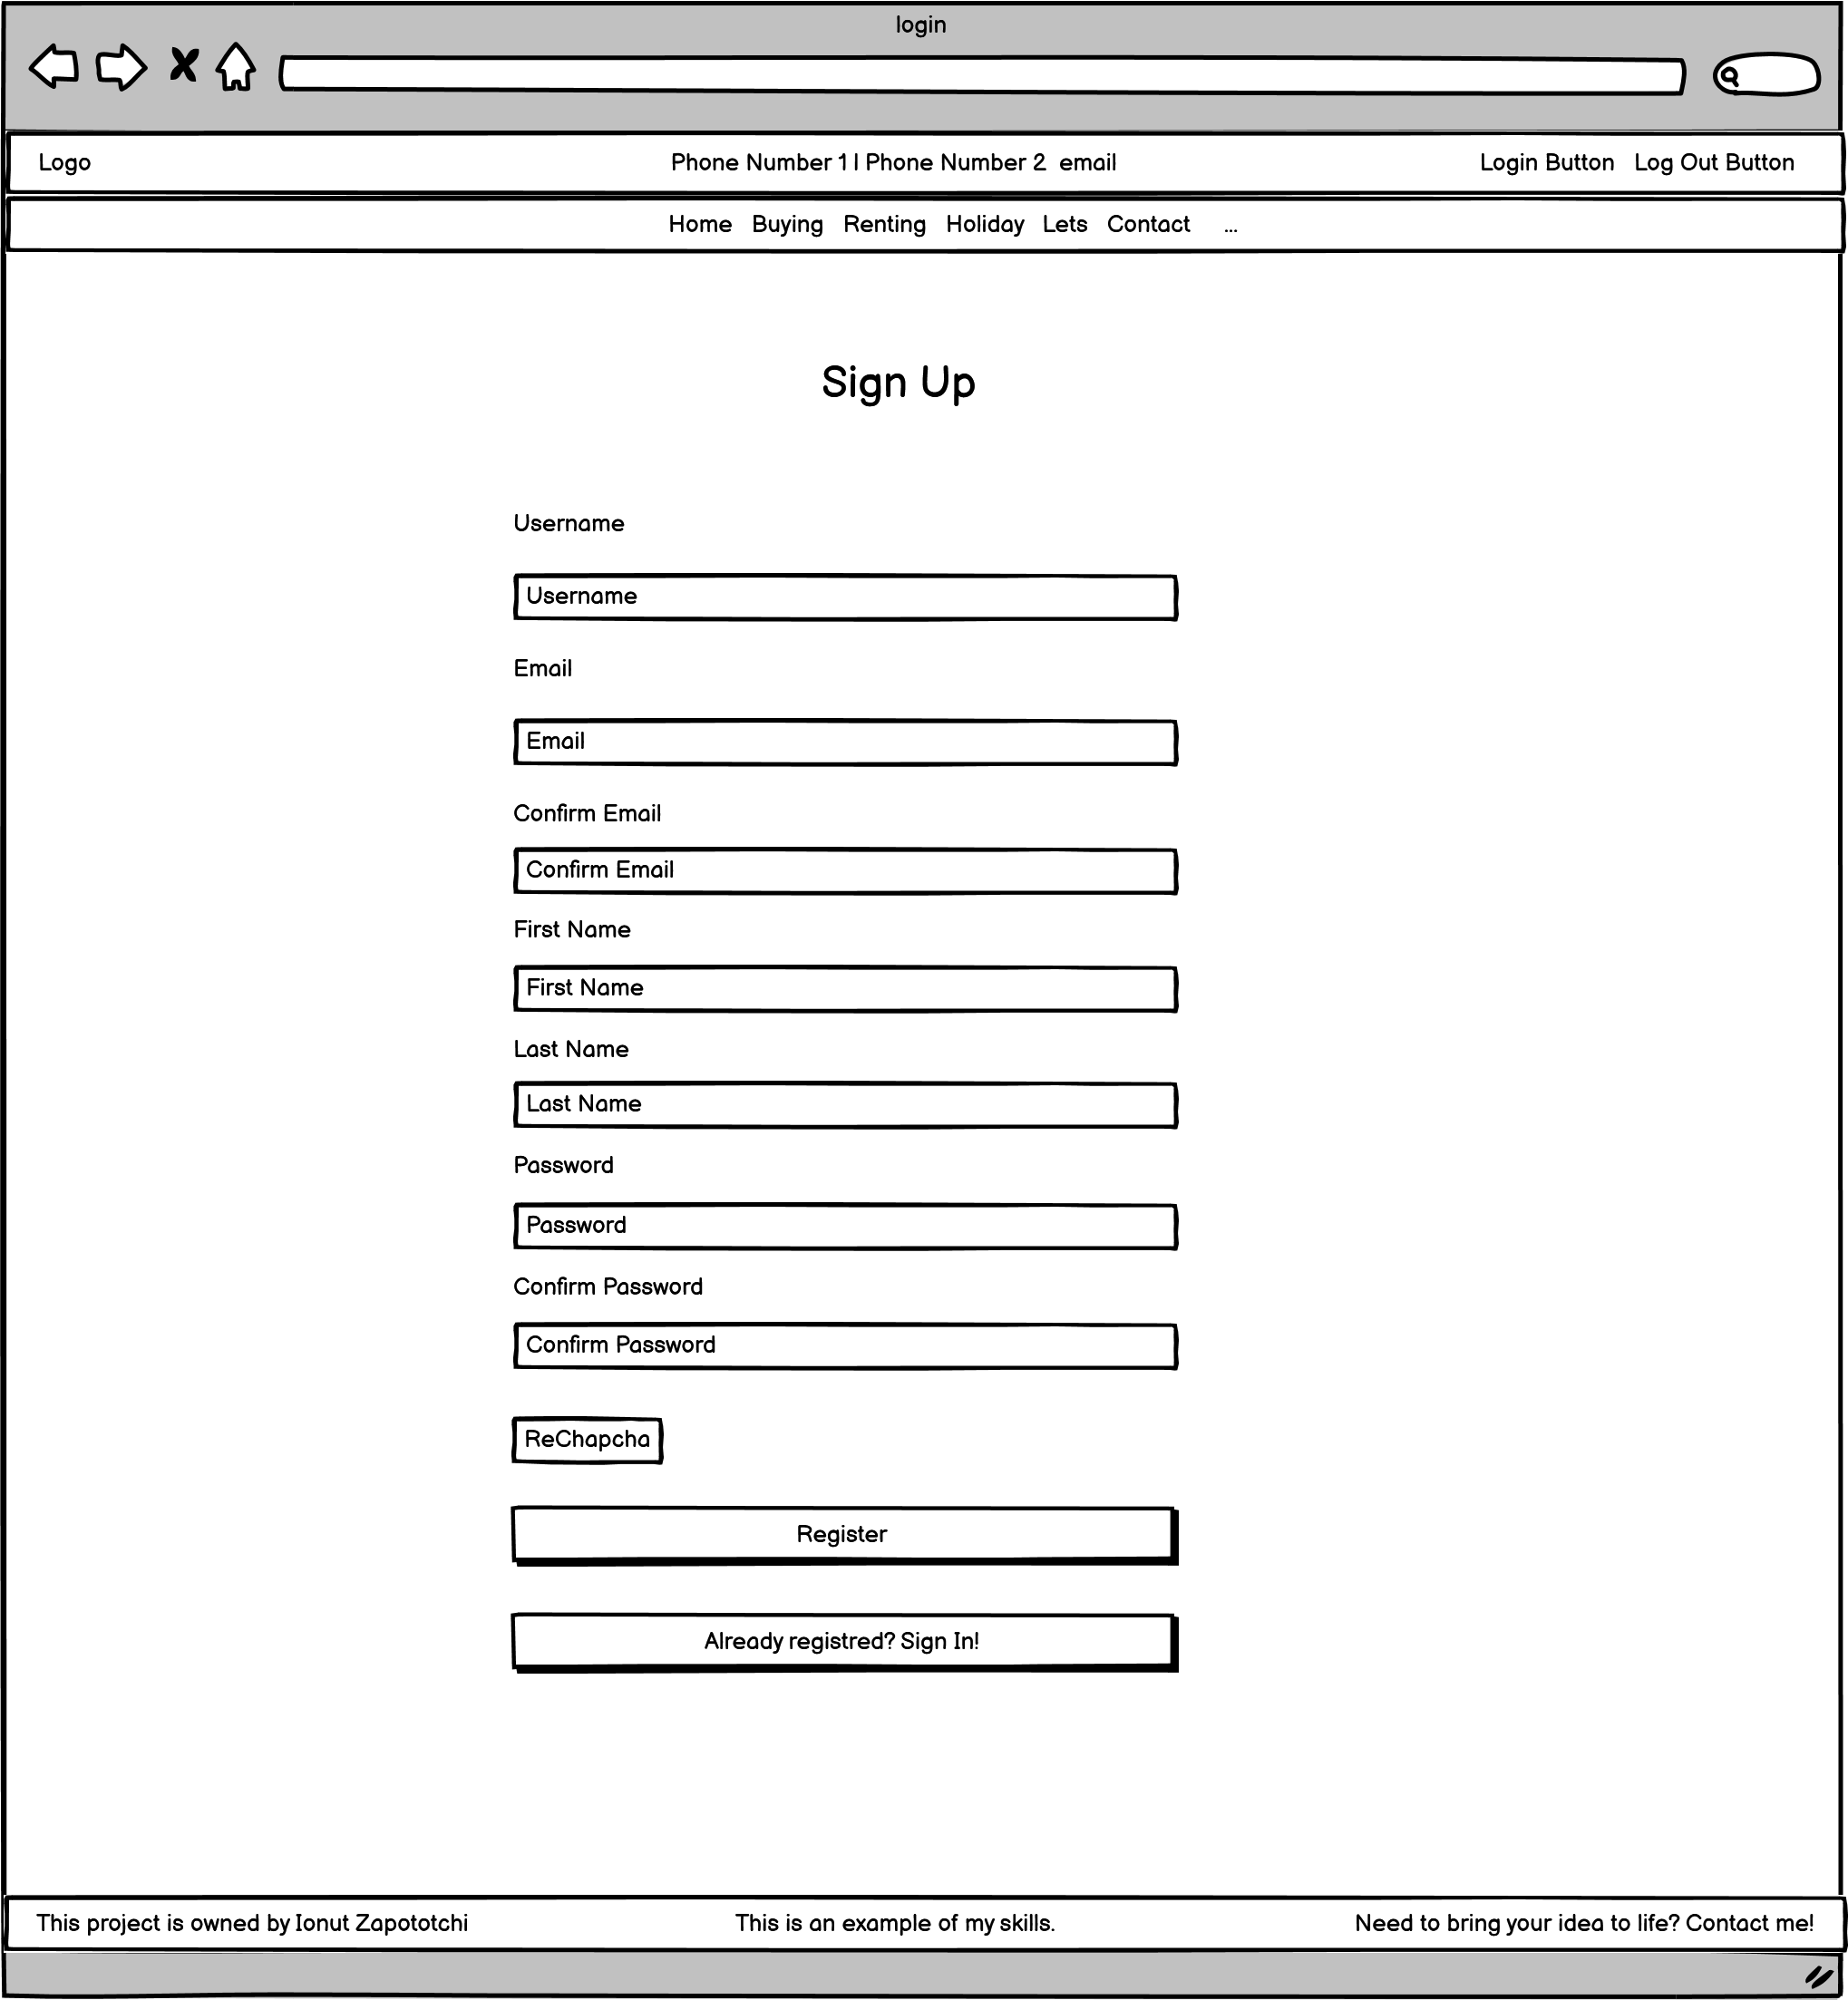 login
Logo Phone Number 1 | Phone Number 2 email Login Button Log Out Button
Home Buying Renting Holiday Lets Contact ...
Sign Up
Username
Username
Email
Email
Confirm Email
Confirm Email
First Name
First Name
Last Name
Last Name
Password
Password
Confirm Password
Confirm Password
ReChapcha
Register
Already registred? Sign In!
This project is owned by Ionut Zapototchi This is an example of my skills. Need to bring your idea to life? Contact me!